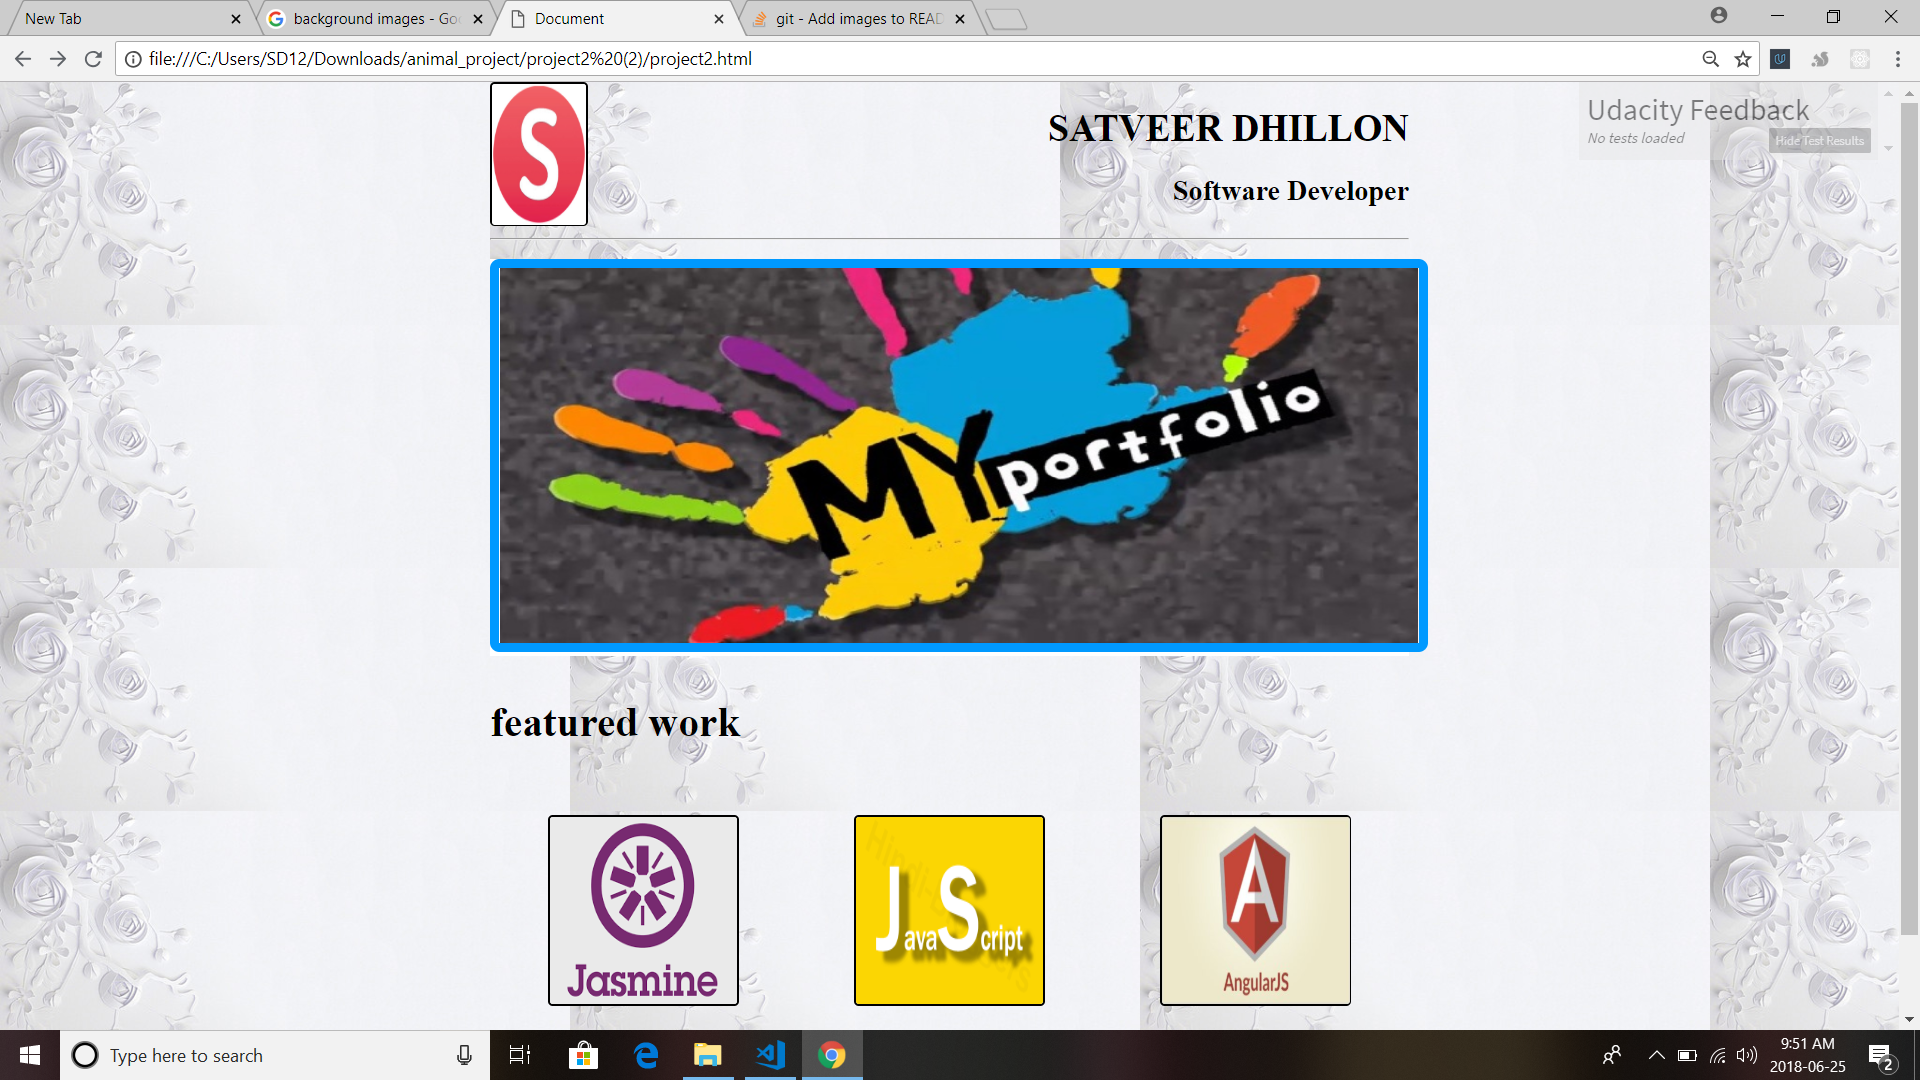 New Tab
background images - Goo
Document
git - Add images to READ
file:///C:/Users/SD12/Downloads/animal_project/project2%20(2)/project2.html
S
SATVEER DHILLON
Software Developer
Udacity Feedback
No tests loaded
Hide Test Results
MY portfolio
featured work
Jasmine
JavaScript
AngularJS
Type here to search
9:51 AM
2018-06-25
2